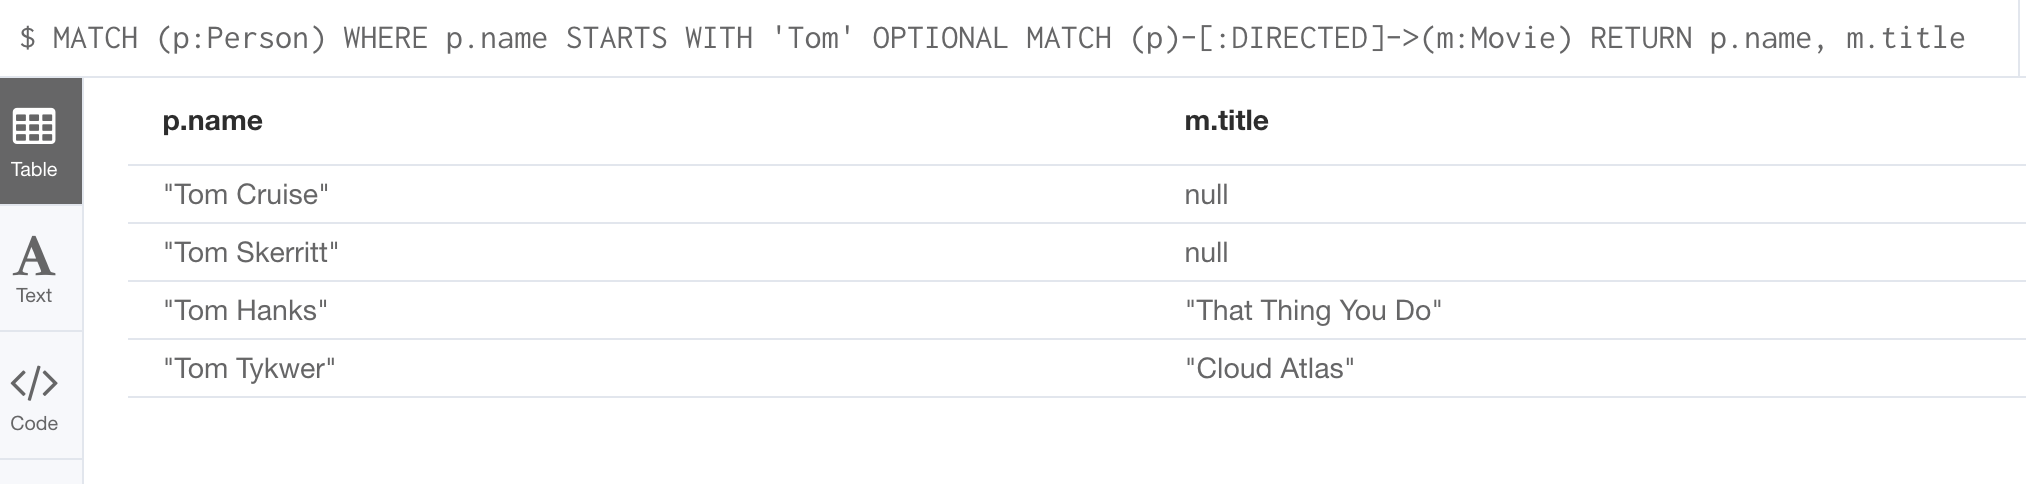 $ MATCH (p:Person) WHERE p.name STARTS WITH 'Tom' OPTIONAL MATCH (p)-[:DIRECTED]->(m:Movie) RETURN p.name, m.title
p.name m.title
Table
"Tom Cruise" null
"Tom Skerritt" null
Text
"Tom Hanks" "That Thing You Do"
"Tom Tykwer" "Cloud Atlas"
Code